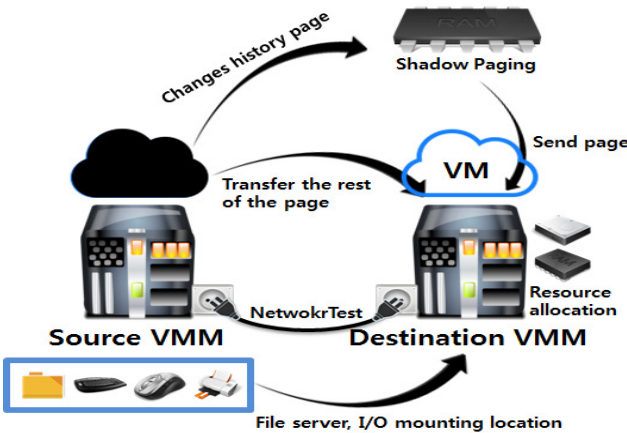 RAM
Changes history page
Shadow Paging
Send page
VM
Transfer the rest
of the page
Resource
allocation
NetwokrTest
Source VMM
Destination VMM
File server, I/O mounting location